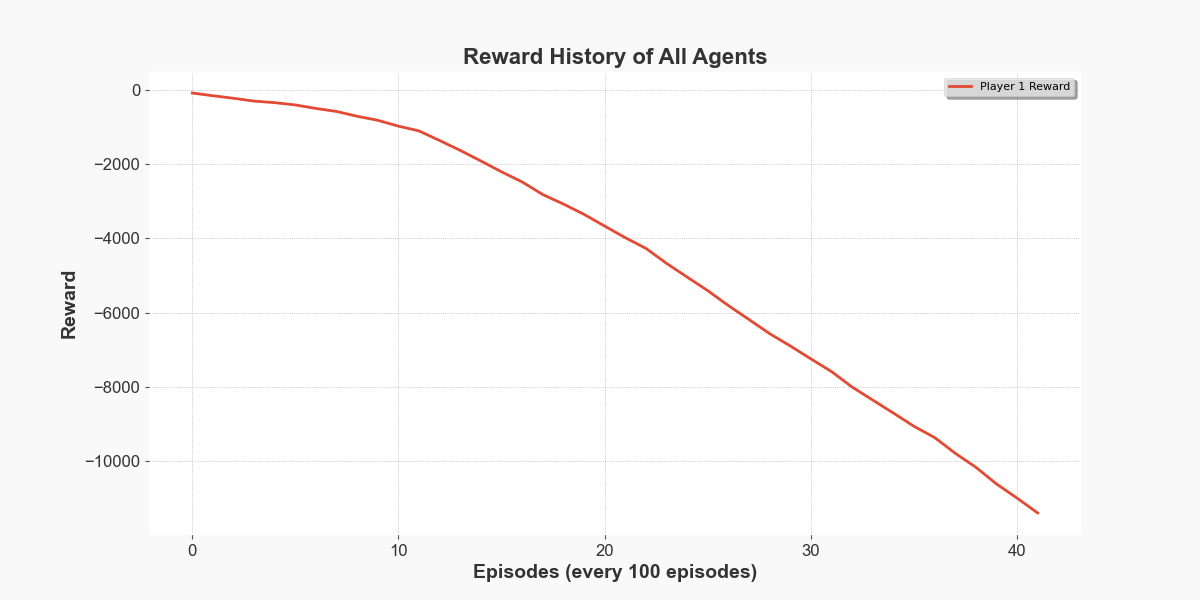 Reward History of All Agents
Player 1 Reward
0
−2000
−4000
−6000
−8000
−10000
Reward
0 10 20 30 40
Episodes (every 100 episodes)